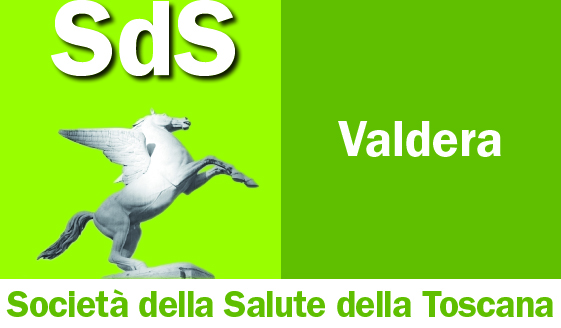 SdS
Valdera
Società della Salute della Toscana